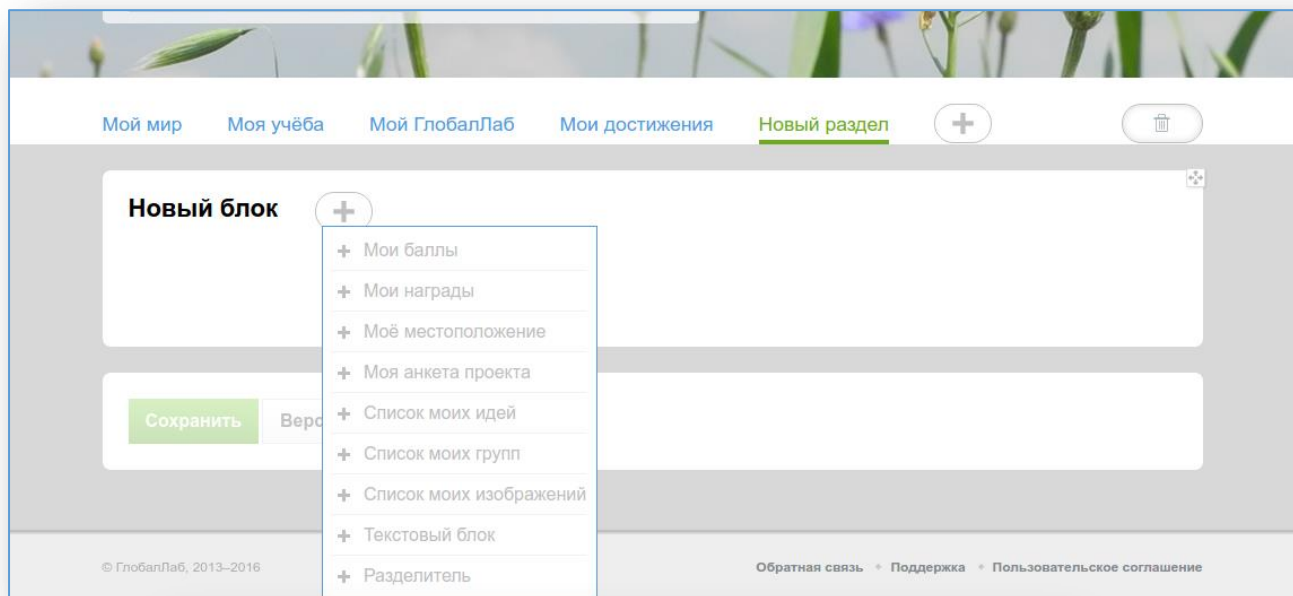 Мой мир Моя учёба Мой ГлобалЛаб Мои достижения Новый раздел
Новый блок
Мои баллы
Мои награды
Моё местоположение
Моя анкета проекта
Список моих идей
Сохранить Верс
Список моих групп
Список моих изображений
Текстовый блок
© ГлобалЛаб, 2013–2016
Обратная связь • Поддержка • Пользовательское соглашение
Разделитель